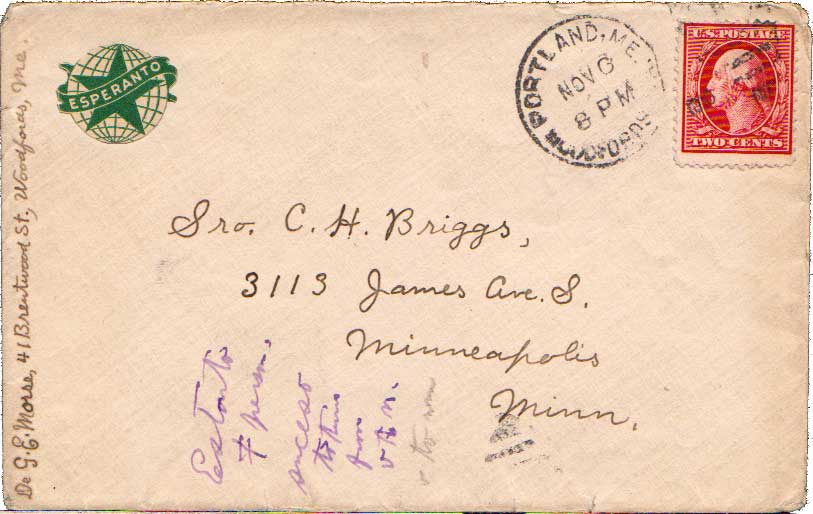 De G. E. Morse, 41 Brentwood St., Woodfords, Me.
ESPERANTO
PORTLAND, ME.
NOV 6
8 PM
WOODFORDS
U.S. POSTAGE
TWO CENTS
Sro. C. H. Briggs,
3113 James Ave. S.
Minneapolis
Minn.